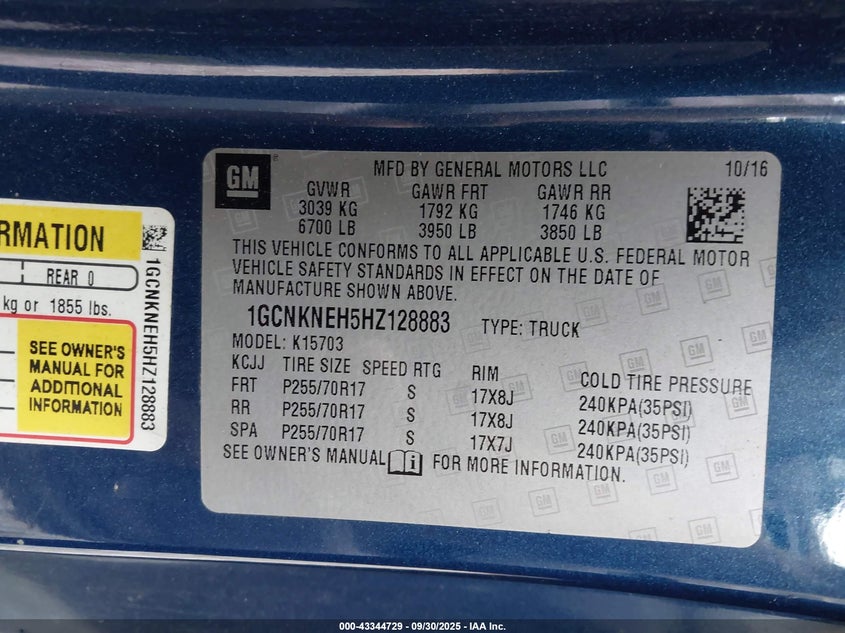 GM
MFD BY GENERAL MOTORS LLC 10/16
GVWR GAWR FRT GAWR RR
3039 KG 1792 KG 1746 KG
6700 LB 3950 LB 3850 LB
THIS VEHICLE CONFORMS TO ALL APPLICABLE U.S. FEDERAL MOTOR
VEHICLE SAFETY STANDARDS IN EFFECT ON THE DATE OF
MANUFACTURE SHOWN ABOVE.
1GCNKNEH5HZ128883 TYPE: TRUCK
MODEL: K15703
KCJJ TIRE SIZE SPEED RTG RIM COLD TIRE PRESSURE
FRT P255/70R17 S 17X8J 240KPA(35PSI)
RR P255/70R17 S 17X8J 240KPA(35PSI)
SPA P255/70R17 S 17X7J 240KPA(35PSI)
SEE OWNER'S MANUAL FOR MORE INFORMATION.
RMATION
REAR 0
kg or 1855 lbs.
SEE OWNER'S
MANUAL FOR
ADDITIONAL
INFORMATION
1GCNKNEH5HZ128883
000-43344729 - 09/30/2025 - IAA Inc.